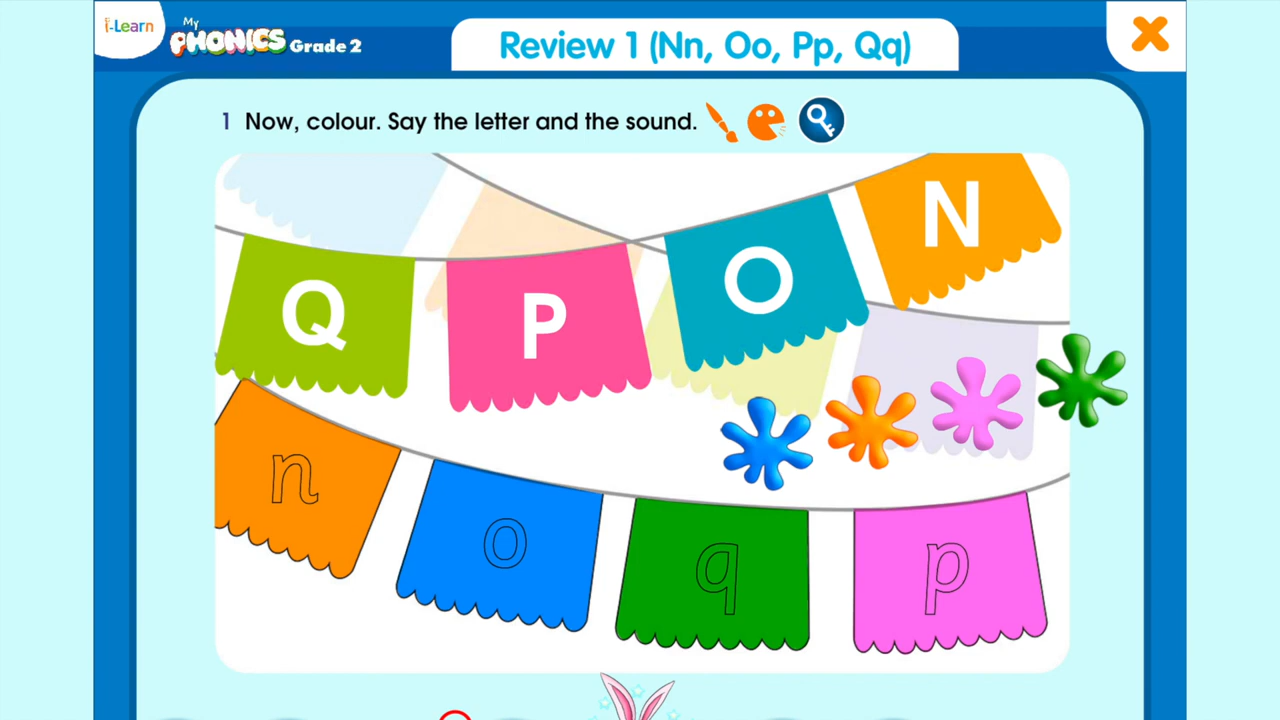 i-Learn
My
PHONICS Grade 2
Review 1 (Nn, Oo, Pp, Qq)
1 Now, colour. Say the letter and the sound.
Q P O N
n o q p